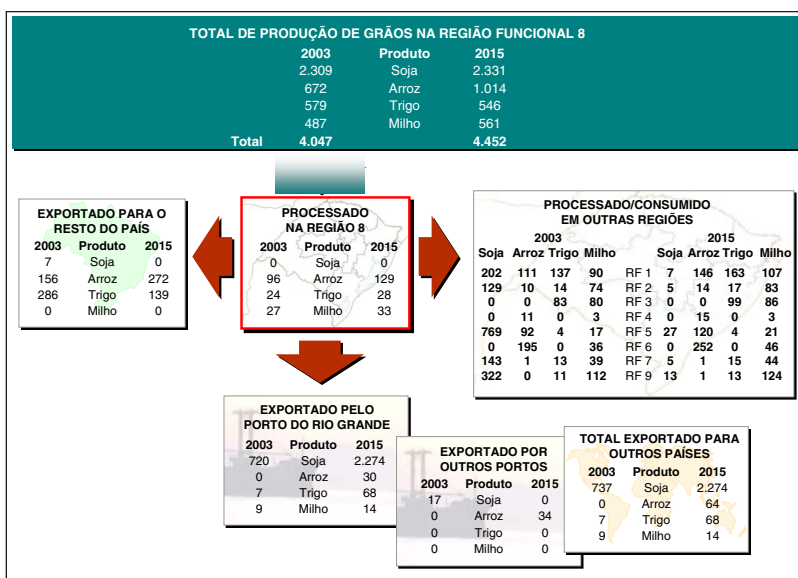 TOTAL DE PRODUÇÃO DE GRÃOS NA REGIÃO FUNCIONAL 8
2003 Produto 2015
2.309 Soja 2.331
672 Arroz 1.014
579 Trigo 546
487 Milho 561
Total 4.047 4.452
EXPORTADO PARA O
RESTO DO PAÍS
2003 Produto 2015
7 Soja 0
156 Arroz 272
286 Trigo 139
0 Milho 0
PROCESSADO
NA REGIÃO 8
2003 Produto 2015
0 Soja 0
96 Arroz 129
24 Trigo 28
27 Milho 33
PROCESSADO/CONSUMIDO
EM OUTRAS REGIÕES
2003 2015
Soja Arroz Trigo Milho Soja Arroz Trigo Milho
202 111 137 90 RF 1 7 146 163 107
129 10 14 74 RF 2 5 14 17 83
0 0 83 80 RF 3 0 0 99 86
0 11 0 3 RF 4 0 15 0 3
769 92 4 17 RF 5 27 120 4 21
0 195 0 36 RF 6 0 252 0 46
143 1 13 39 RF 7 5 1 15 44
322 0 11 112 RF 9 13 1 13 124
EXPORTADO PELO
PORTO DO RIO GRANDE
2003 Produto 2015
720 Soja 2.274
0 Arroz 30
7 Trigo 68
9 Milho 14
EXPORTADO POR
OUTROS PORTOS
2003 Produto 2015
17 Soja 0
0 Arroz 34
0 Trigo 0
0 Milho 0
TOTAL EXPORTADO PARA
OUTROS PAÍSES
2003 Produto 2015
737 Soja 2.274
0 Arroz 64
7 Trigo 68
9 Milho 14